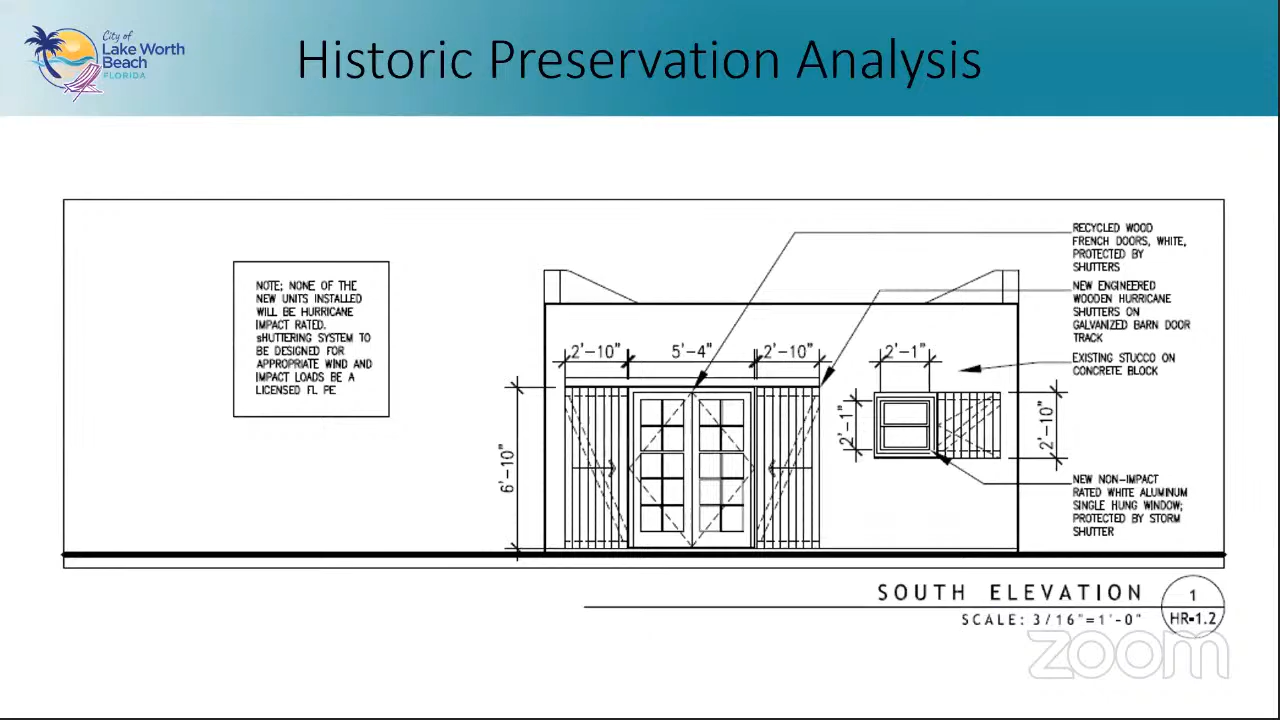 City of
Lake Worth
Beach
FLORIDA
Historic Preservation Analysis
NOTE; NONE OF THE
NEW UNITS INSTALLED
WILL BE HURRICANE
IMPACT RATED.
sHUTTERING SYSTEM TO
BE DESIGNED FOR
APPROPRIATE WIND AND
IMPACT LOADS BE A
LICENSED FL PE
RECYCLED WOOD
FRENCH DOORS, WHITE,
PROTECTED BY
SHUTTERS
NEW ENGINEERED
WOODEN HURRICANE
SHUTTERS ON
GALVANIZED BARN DOOR
TRACK
EXISTING STUCCO ON
CONCRETE BLOCK
2'-10" 5'-4" 2'-10" 2'-1"
6'-10"
2'-1"
2'-10"
NEW NON-IMPACT
RATED WHITE ALUMINUM
SINGLE HUNG WINDOW;
PROTECTED BY STORM
SHUTTER
SOUTH ELEVATION
SCALE: 3/16"=1'-0"
1
HR-1.2
zoom